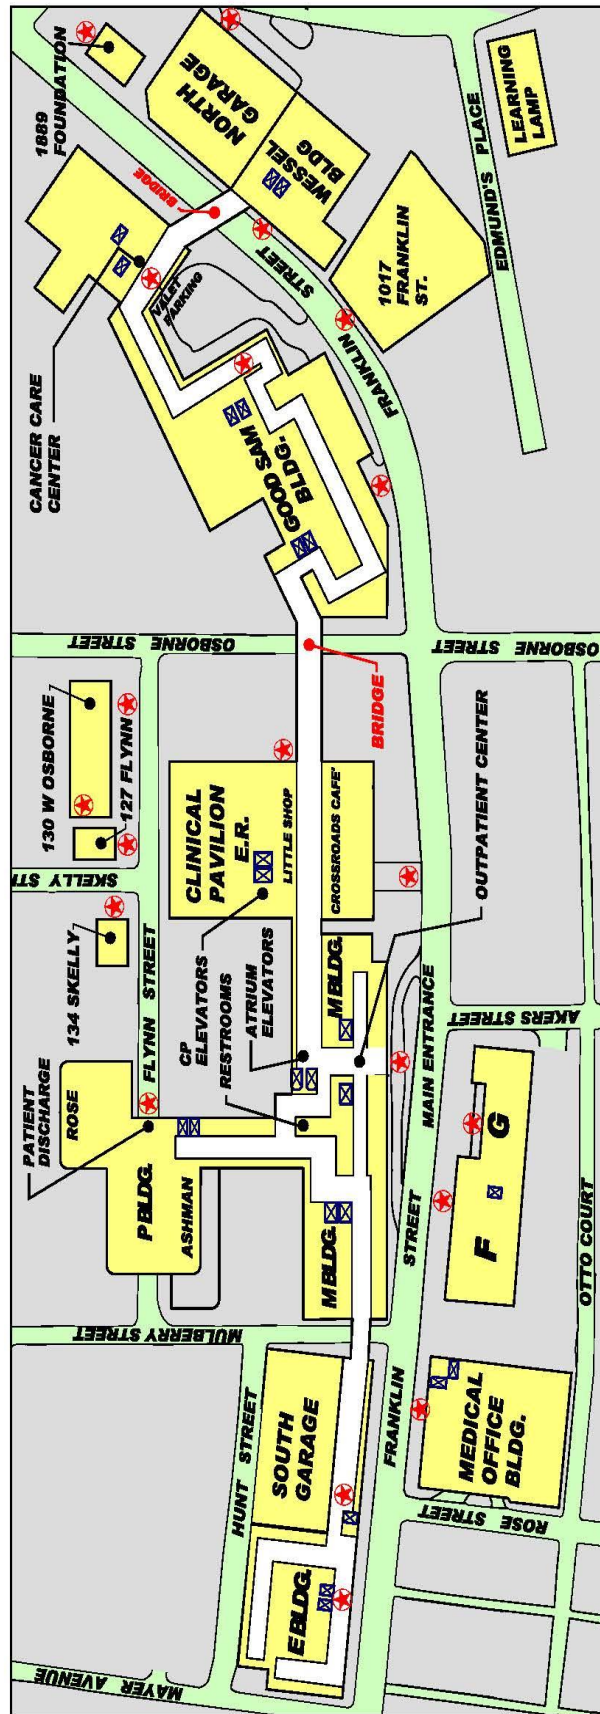 1889
FOUNDATION
NORTH
GARAGE
WESSEL
BLDG
LEARNING
LAMP
EDMUND'S PLACE
BRIDGE
CANCER CARE
CENTER
VALET
PARKING
1017
FRANKLIN
ST.
FRANKLIN
STREET
GOOD SAM
BLDG.
OSBORNE
STREET
OSBORNE
STREET
BRIDGE
130 W OSBORNE
127 FLYNN
SKELLY ST
134 SKELLY
FLYNN STREET
CLINICAL
PAVILION
E.R.
LITTLE SHOP
CROSSROADS CAFE'
OUTPATIENT CENTER
CP
ELEVATORS
RESTROOMS
ATRIUM
ELEVATORS
M BLDG.
MAIN ENTRANCE
AKERS STREET
PATIENT
DISCHARGE
ROSE
P BLDG.
ASHMAN
M BLDG.
G
F
STREET
OTTO COURT
MULBERRY STREET
HUNT STREET
SOUTH
GARAGE
FRANKLIN
MEDICAL
OFFICE
BLDG.
ROSE STREET
E BLDG.
MAYER AVENUE